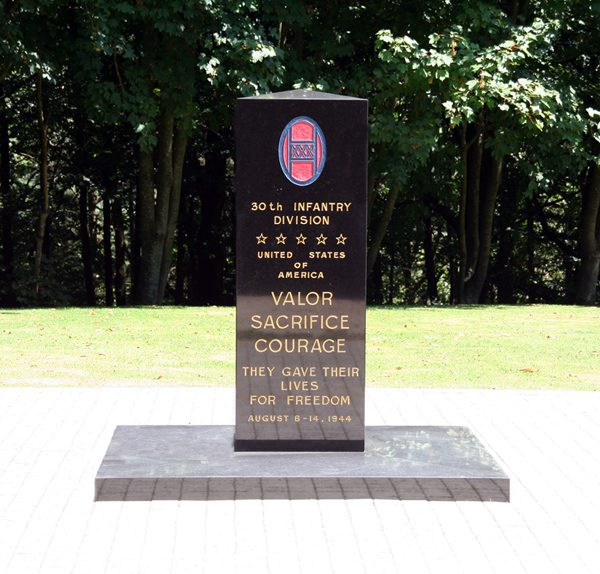 XXX
30th INFANTRY
DIVISION
UNITED STATES
OF
AMERICA
VALOR
SACRIFICE
COURAGE
THEY GAVE THEIR
LIVES
FOR FREEDOM
AUGUST 8-14, 1944